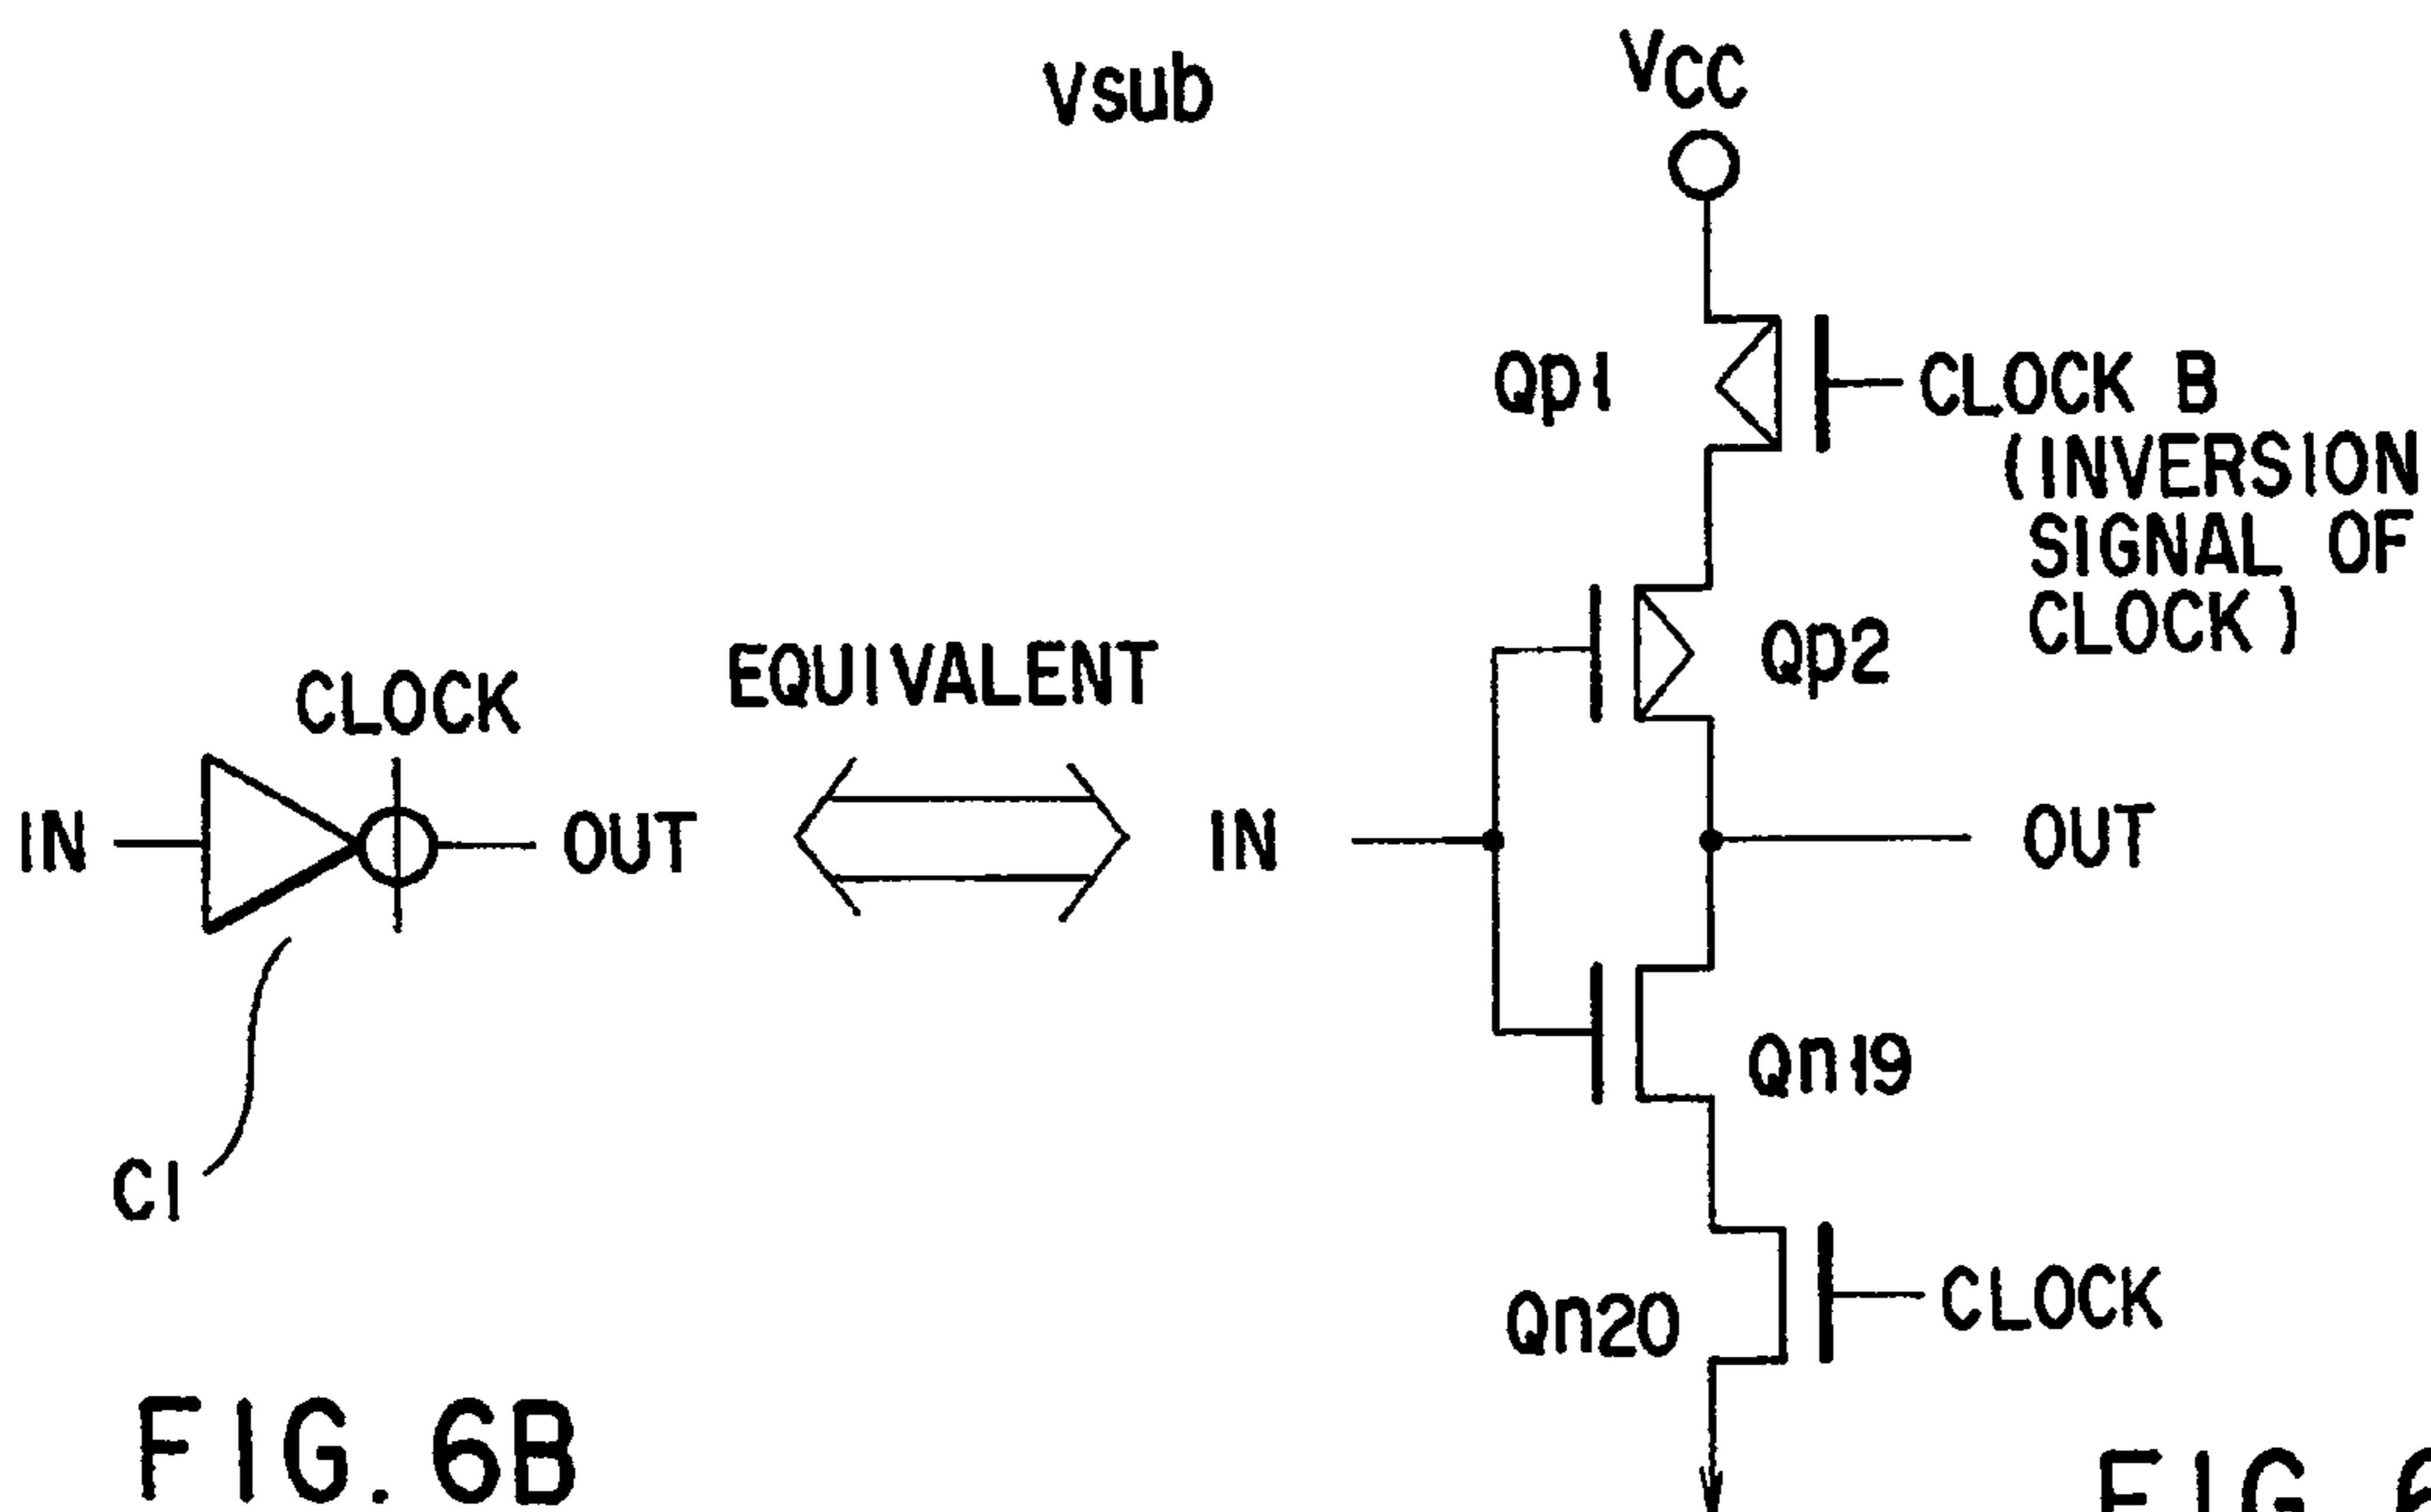 Vsub
VCC
Qp1
CLOCK B
(INVERSION
SIGNAL OF
CLOCK)
Qp2
EQUIVALENT
CLOCK
IN
OUT
IN
OUT
Qn19
C1
Qn20
CLOCK
FIG. 6B
FIG.